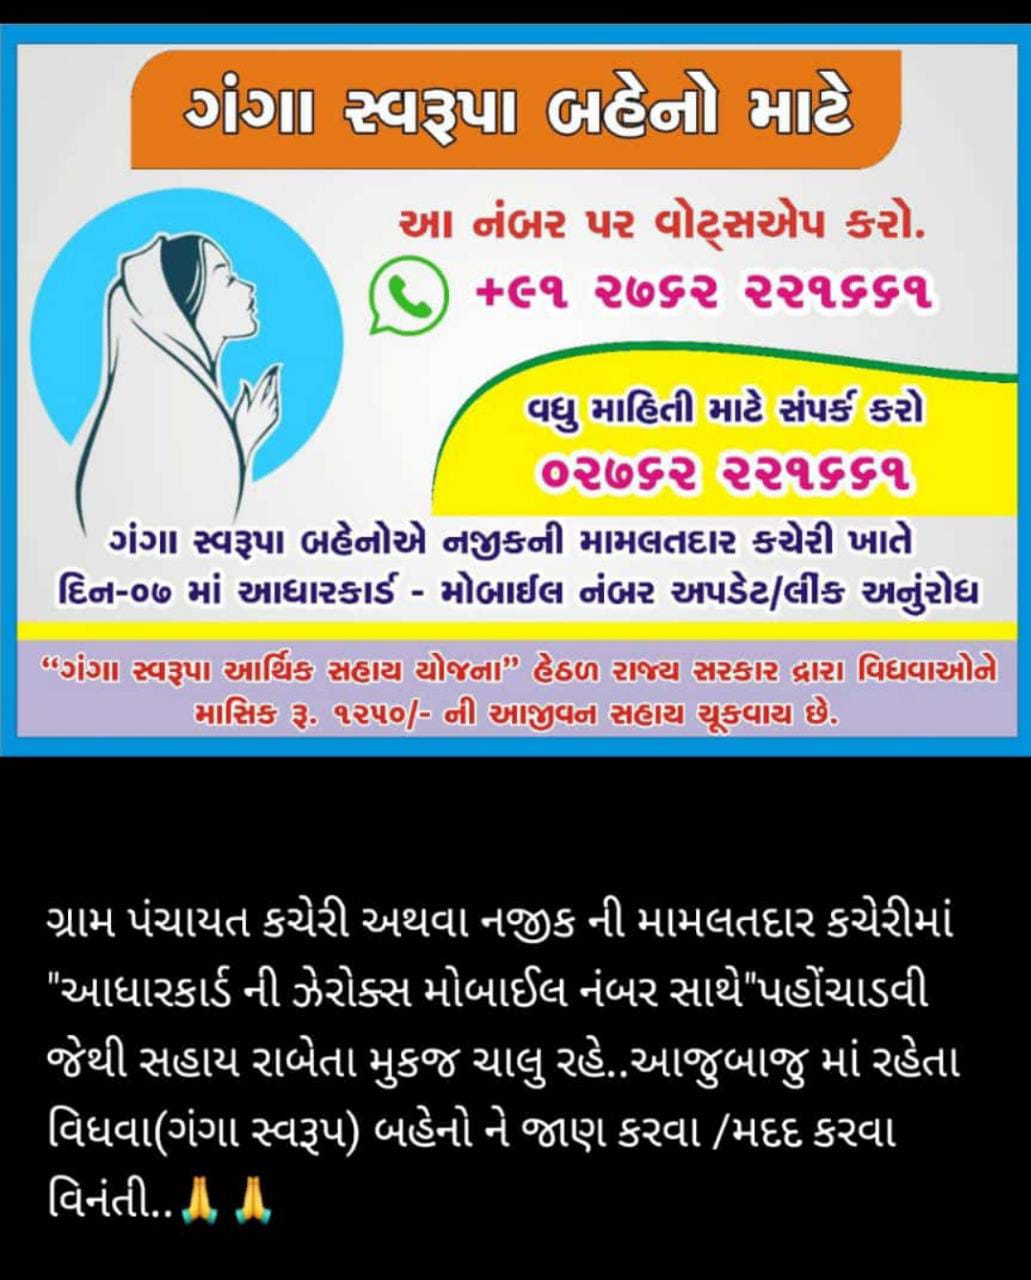 ગંગા સ્વરૂપા બહેનો માટે
આ નંબર પર વોટ્સએપ કરો.
+૯૧ ૨૭૬૨ ૨૨૧૬૬૧
વધુ માહિતી માટે સંપર્ક કરો
૦૨૭૬૨ ૨૨૧૬૬૧
ગંગા સ્વરૂપા બહેનોએ નજીકની મામલતદાર કચેરી ખાતે
દિન-૦૭ માં આધારકાર્ડ - મોબાઈલ નંબર અપડેટ/લીંક અનુંરોધ
“ગંગા સ્વરૂપા આર્થિક સહાય યોજના” હેઠળ રાજ્ય સરકાર દ્વારા વિધવાઓને
માસિક રૂ. ૧૨૫૦/- ની આજીવન સહાય ચૂકવાય છે.
ગ્રામ પંચાયત કચેરી અથવા નજીક ની મામલતદાર કચેરીમાં
"આધારકાર્ડ ની ઝેરોક્સ મોબાઈલ નંબર સાથે"પહોંચાડવી
જેથી સહાય રાબેતા મુકજ ચાલુ રહે..આજુબાજુ માં રહેતા
વિધવા(ગંગા સ્વરૂપ) બહેનો ને જાણ કરવા /મદદ કરવા
વિનંતી..🙏 🙏